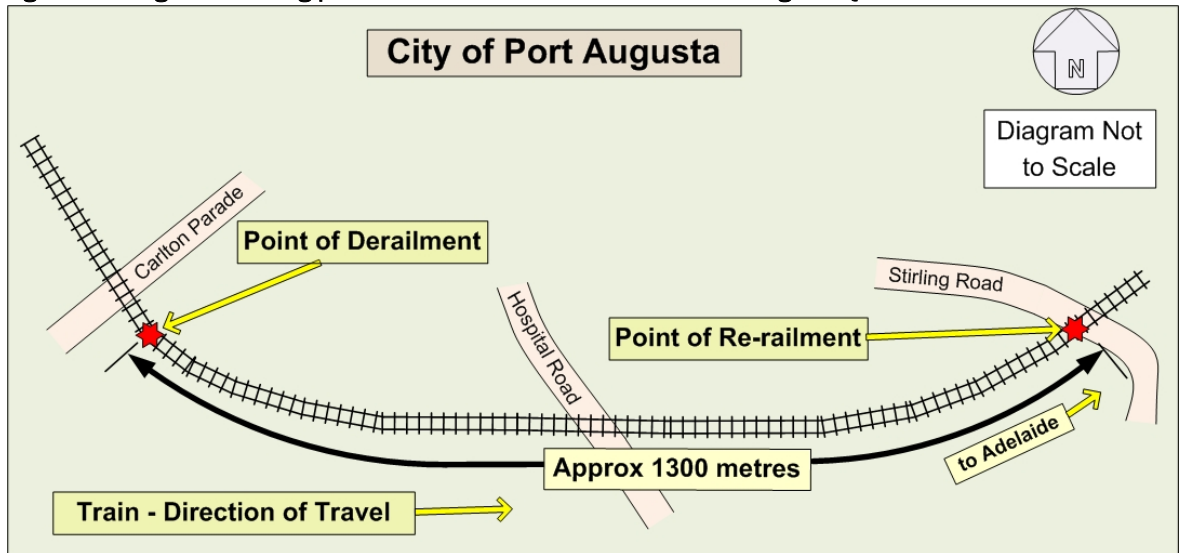 City of Port Augusta
N
Diagram Not
to Scale
Carlton Parade
Point of Derailment
Stirling Road
Hospital Road
Point of Re-railment
to Adelaide
Approx 1300 metres
Train - Direction of Travel